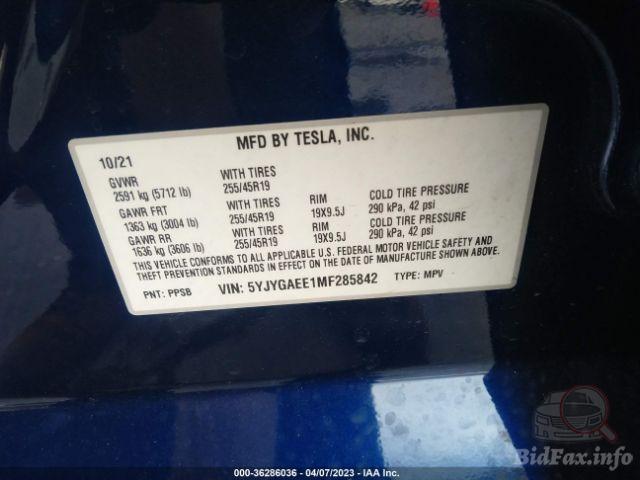 MFD BY TESLA, INC.
10/21
GVWR WITH TIRES
2591 kg (5712 lb) 255/45R19
GAWR FRT WITH TIRES RIM COLD TIRE PRESSURE
1363 kg (3004 lb) 255/45R19 19X9.5J 290 kPa, 42 psi
GAWR RR WITH TIRES RIM COLD TIRE PRESSURE
1636 kg (3606 lb) 255/45R19 19X9.5J 290 kPa, 42 psi
THIS VEHICLE CONFORMS TO ALL APPLICABLE U.S. FEDERAL MOTOR VEHICLE SAFETY AND
THEFT PREVENTION STANDARDS IN EFFECT ON THE DATE OF MANUFACTURE SHOWN ABOVE.
PNT: PPSB VIN: 5YJYGAEE1MF285842 TYPE: MPV
BidFax.info
000-36286036 - 04/07/2023 - IAA Inc.